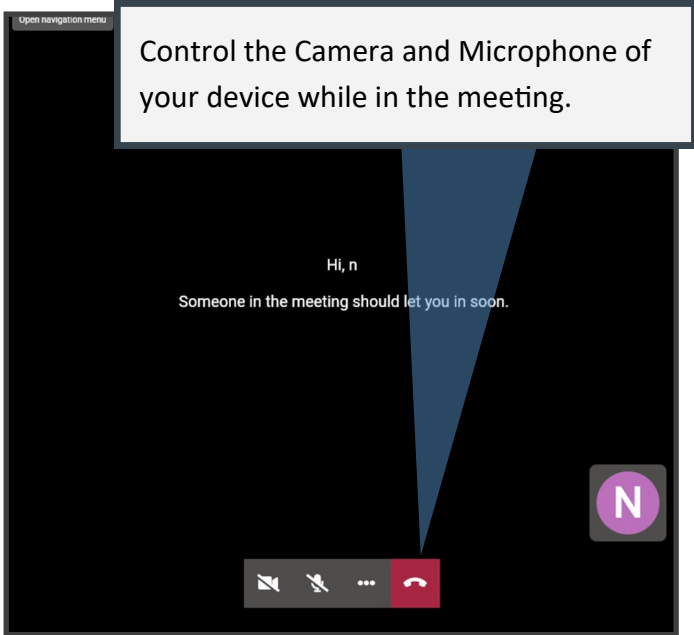 Open navigation menu
Control the Camera and Microphone of
your device while in the meeting.
Hi, n
Someone in the meeting should let you in soon.
N